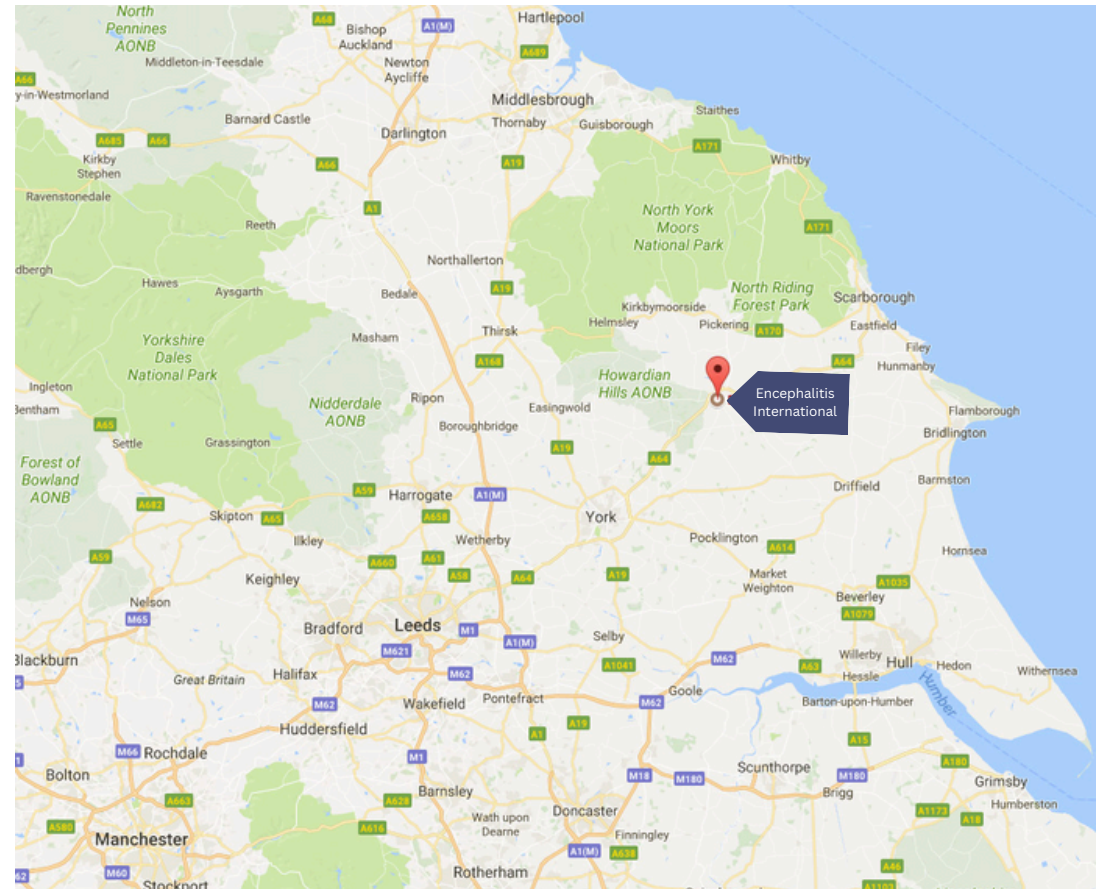 North
Pennines
AONB
A68
A1(M)
Hartlepool
Bishop
Auckland
A689
Middleton-in-Teesdale
Newton
Aycliffe
A66
y-in-Westmorland
Middlesbrough
Staithes
Barnard Castle
Thornaby
Guisborough
Darlington
A685
A66
A171
Kirkby
Stephen
A66
A19
Whitby
Ravenstonedale
A1
North York
Moors
National Park
Reeth
A171
Northallerton
dbergh
Hawes
Aysgarth
Bedale
A19
North Riding
Forest Park
Scarborough
Kirkbymoorside
Helmsley
Pickering
A170
Eastfield
Thirsk
Masham
Yorkshire
Dales
National Park
A168
A64
Filey
Hunmanby
Howardian
Hills AONB
Encephalitis
International
Ingleton
Bentham
Nidderdale
AONB
Ripon
Easingwold
Flamborough
A65
Boroughbridge
Bridlington
Settle
Grassington
A19
A64
Forest of
Bowland
AONB
Driffield
Barmston
A59
Harrogate
A1(M)
A682
Skipton
A65
A658
York
Ilkley
Wetherby
Pocklington
A614
Hornsea
A59
A660
A61
A58
A64
A19
Keighley
Market
Weighton
A1035
Nelson
Beverley
M65
A1079
Bradford
Leeds
M1
A1(M)
Selby
M621
Blackburn
M62
A1041
M62
A63
Willerby
Hull
Hedon
Withernsea
Great Britain
Halifax
Hessle
Humber
5
Wakefield
Pontefract
M62
Goole
Barton-upon-Humber
M62
Huddersfield
A1
A19
A15
M66
Rochdale
M1
1
Bolton
M18
M180
Scunthorpe
M180
A180
Grimsby
Barnsley
Brigg
Humberston
A663
A628
A1173
A18
A580
A616
Wath upon
Dearne
Doncaster
Manchester
Finningley
A1(M)
A638
62
M60
Rotherham
A46
Stockport
A1103